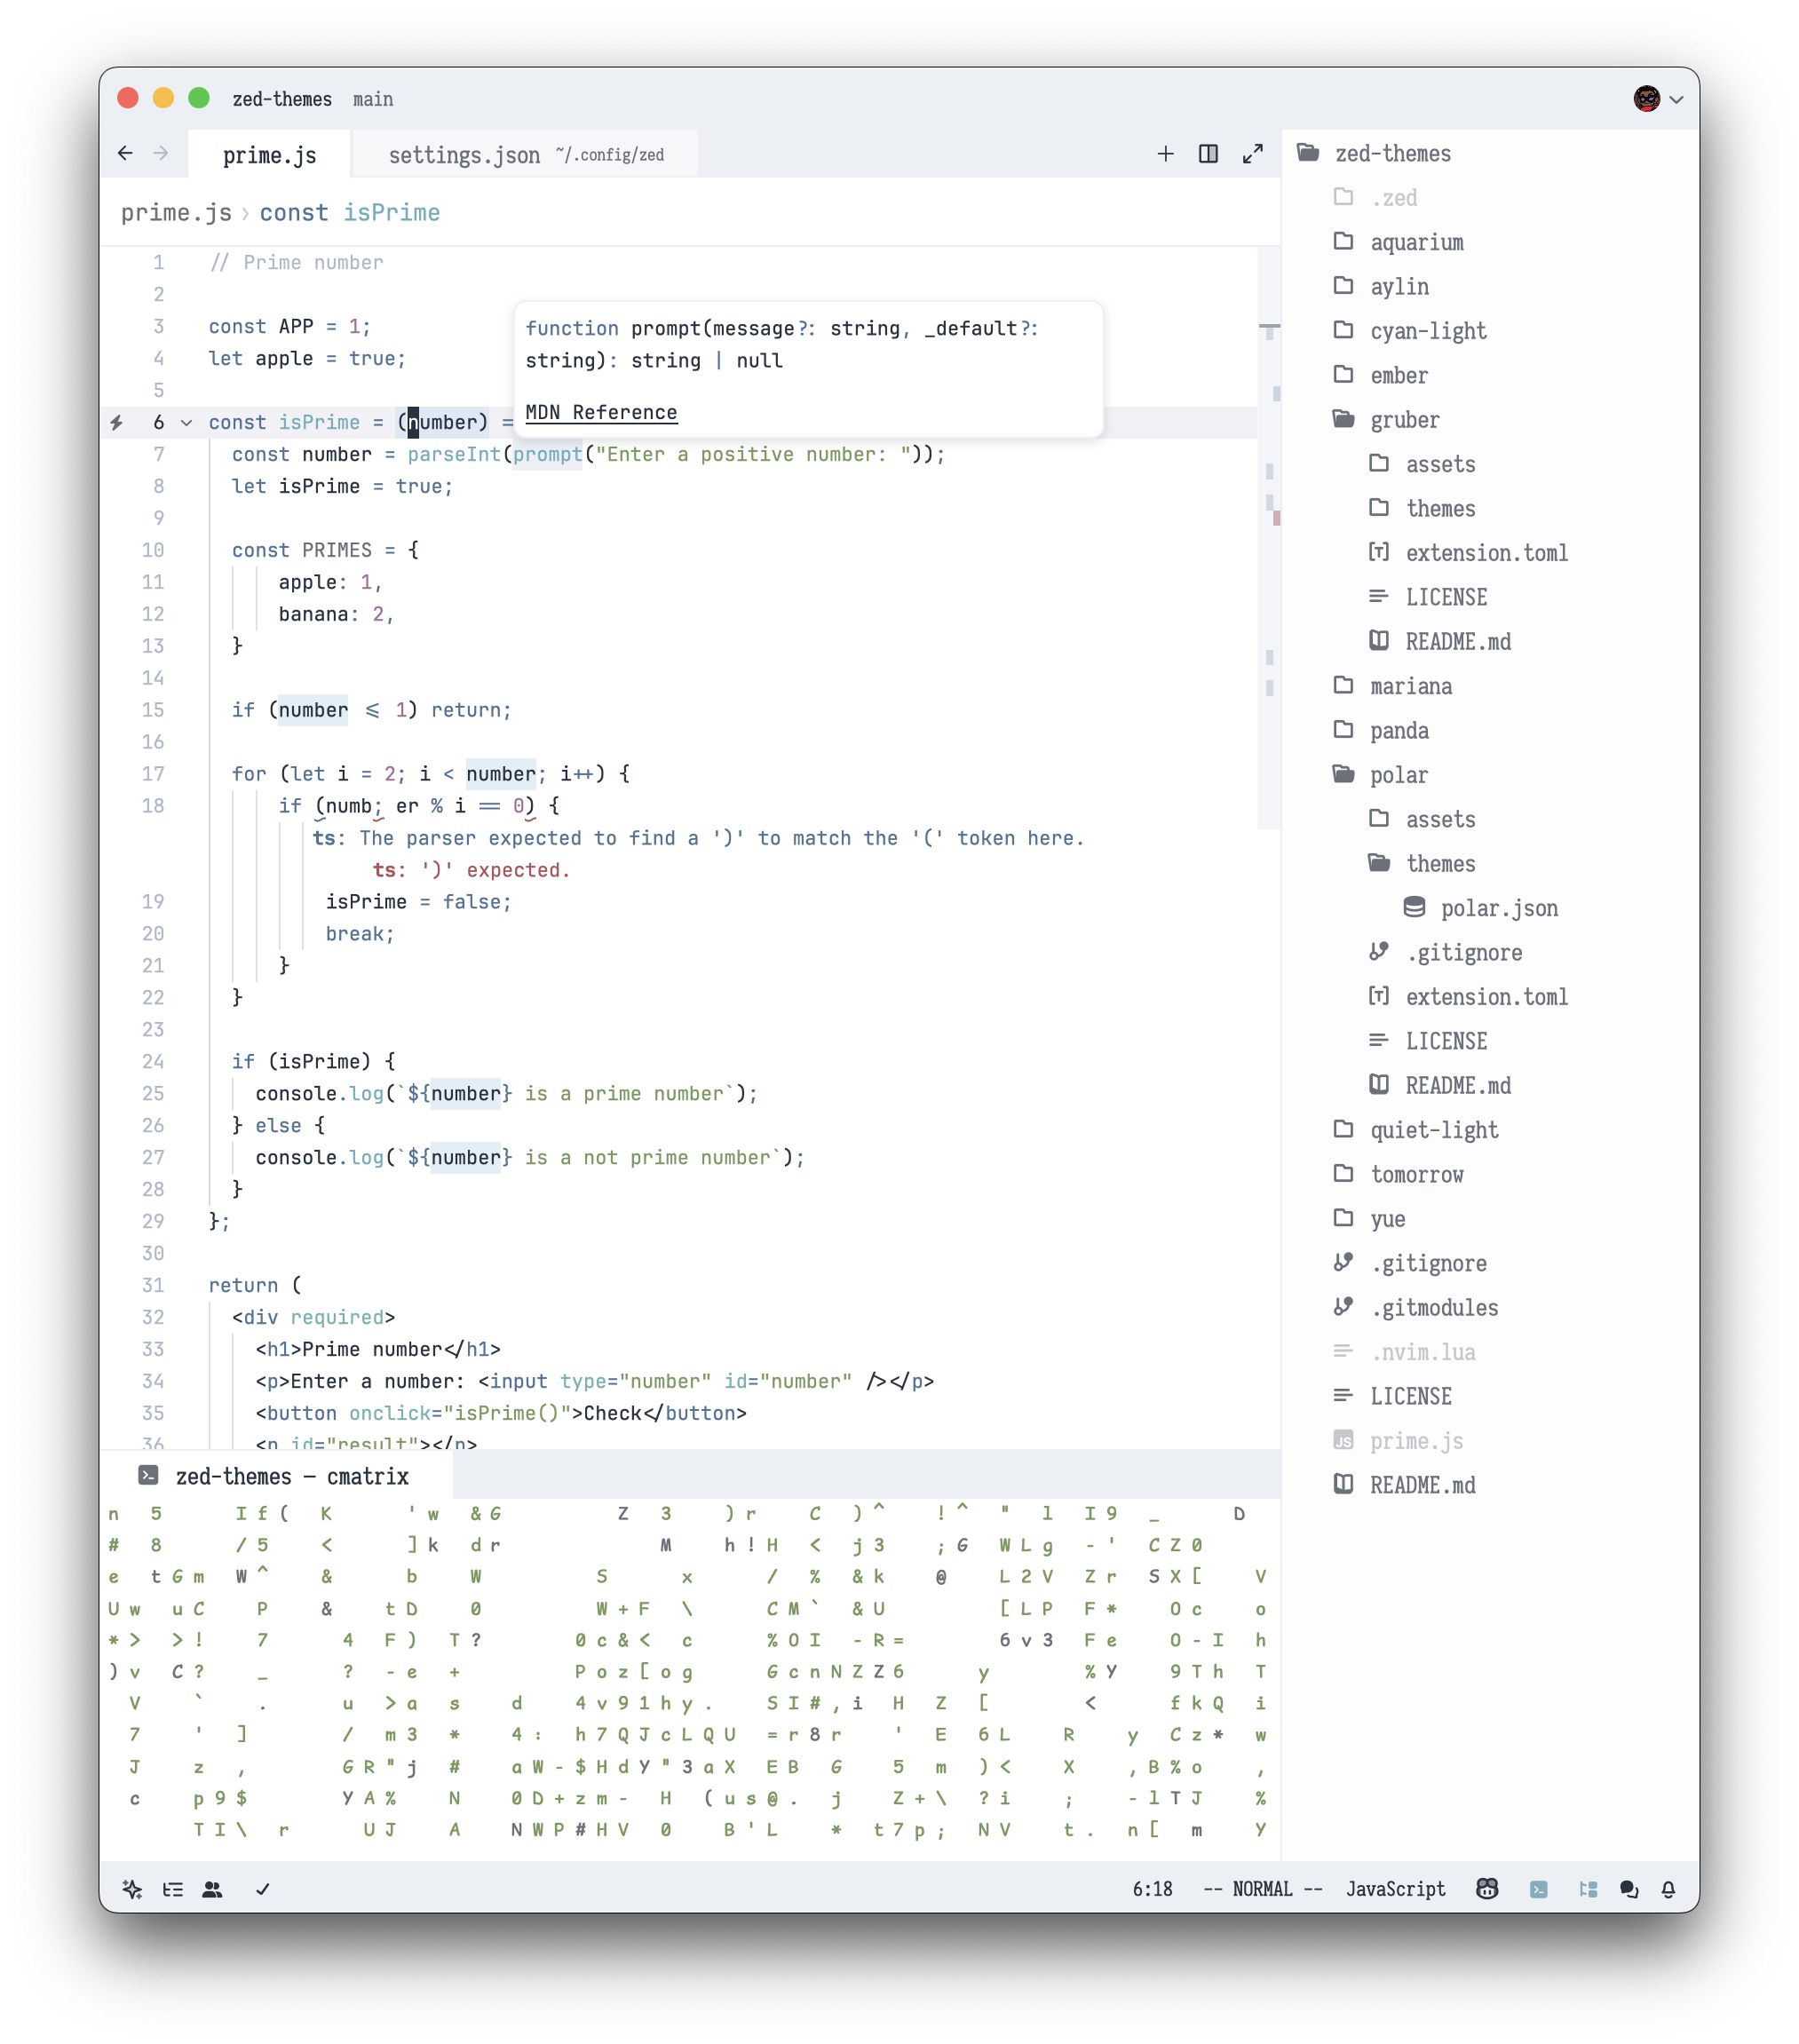 zed-themes main
prime.js settings.json ~/.config/zed
prime.js › const isPrime
1 // Prime number
2
3 const APP = 1;
4 let apple = true;
5
6 const isPrime = (number) =
function prompt(message?: string, _default?:
string): string | null
MDN Reference
7 const number = parseInt(prompt("Enter a positive number: "));
8 let isPrime = true;
9
10 const PRIMES = {
11 apple: 1,
12 banana: 2,
13 }
14
15 if (number <= 1) return;
16
17 for (let i = 2; i < number; i++) {
18 if (numb; er % i == 0) {
ts: The parser expected to find a ')' to match the '(' token here.
ts: ')' expected.
19 isPrime = false;
20 break;
21 }
22 }
23
24 if (isPrime) {
25 console.log(`${number} is a prime number`);
26 } else {
27 console.log(`${number} is a not prime number`);
28 }
29 };
30
31 return (
32 <div required>
33 <h1>Prime number</h1>
34 <p>Enter a number: <input type="number" id="number" /></p>
35 <button onclick="isPrime()">Check</button>
36 <p id="result"></p>
zed-themes — cmatrix
n 5 I f ( K ' w & G Z 3 ) r C ) ^ ! ^ " l I 9 _ D
# 8 / 5 < ] k d r M h ! H < j 3 ; G W L g - ' C Z 0
e t G m W ^ & b W S x / % & k @ L 2 V Z r S X [ V
U w u C P & t D 0 W + F \ C M ` & U [ L P F * O c o
* > > ! 7 4 F ) T ? 0 c & < c % O I - R = 6 v 3 F e O - I h
) v C ? _ ? - e + P o z [ o g G c n N Z Z 6 y % Y 9 T h T
V ` . u > a s d 4 v 9 1 h y . S I # , i H Z [ < f k Q i
7 ' ] / m 3 * 4 : h 7 Q J c L Q U = r 8 r ' E 6 L R y C z * w
J z , G R " j # a W - $ H d Y " 3 a X E B G 5 m ) < X , B % o ,
c p 9 $ Y A % N 0 D + z m - H ( u s @ . j Z + \ ? i ; - l T J %
T I \ r U J A N W P # H V 0 B ' L * t 7 p ; N V t . n [ m Y
6:18 -- NORMAL -- JavaScript
zed-themes
.zed
aquarium
aylin
cyan-light
ember
gruber
assets
themes
extension.toml
LICENSE
README.md
mariana
panda
polar
assets
themes
polar.json
.gitignore
extension.toml
LICENSE
README.md
quiet-light
tomorrow
yue
.gitignore
.gitmodules
.nvim.lua
LICENSE
JS prime.js
README.md